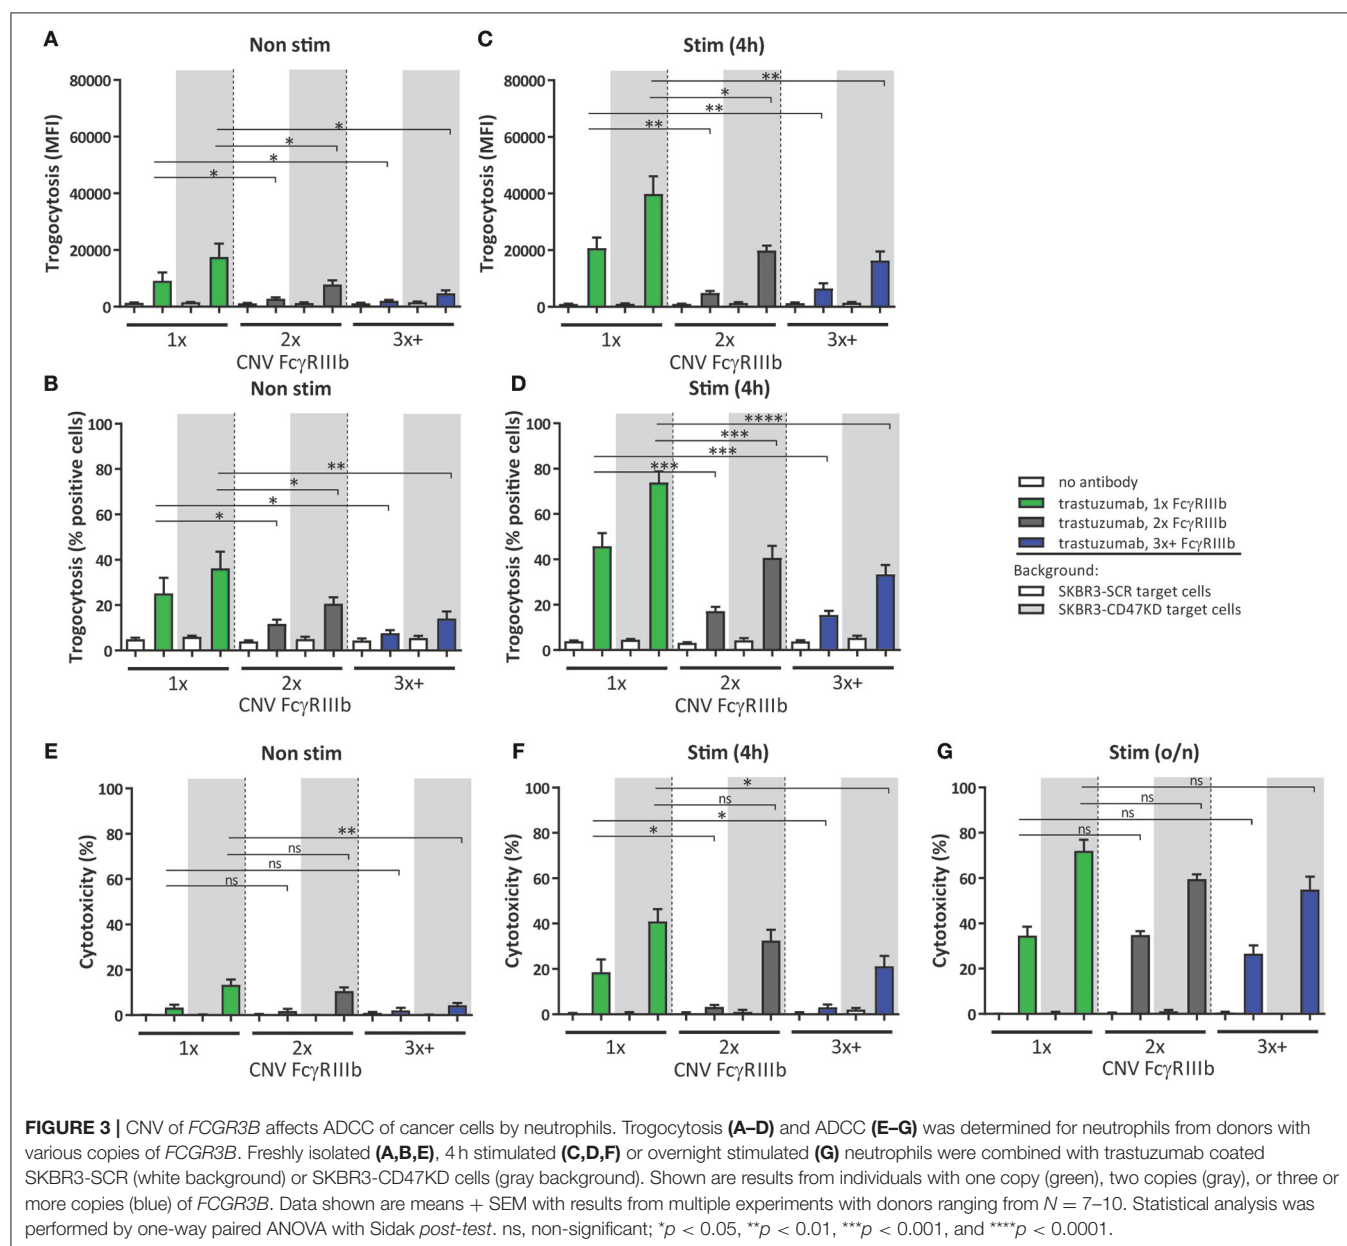 A
Non stim
Trogocytosis (MFI)
80000
60000
40000
20000
0
*
*
*
*
1x
2x
3x+
CNV FcγRIIIb
C
Stim (4h)
Trogocytosis (MFI)
80000
60000
40000
20000
0
**
*
**
**
1x
2x
3x+
CNV FcγRIIIb
B
Non stim
Trogocytosis (% positive cells)
100
80
60
40
20
0
**
*
*
*
1x
2x
3x+
CNV FcγRIIIb
D
Stim (4h)
Trogocytosis (% positive cells)
100
80
60
40
20
0
****
***
***
***
1x
2x
3x+
CNV FcγRIIIb
no antibody
trastuzumab, 1x FcγRIIIb
trastuzumab, 2x FcγRIIIb
trastuzumab, 3x+ FcγRIIIb
Background:
SKBR3-SCR target cells
SKBR3-CD47KD target cells
E
Non stim
Cytotoxicity (%)
100
80
60
40
20
0
**
ns
ns
ns
1x
2x
3x+
CNV FcγRIIIb
F
Stim (4h)
Cytotoxicity (%)
100
80
60
40
20
0
*
ns
*
*
1x
2x
3x+
CNV FcγRIIIb
G
Stim (o/n)
Cytotoxicity (%)
100
80
60
40
20
0
ns
ns
ns
ns
1x
2x
3x+
CNV FcγRIIIb
FIGURE 3 | CNV of FCGR3B affects ADCC of cancer cells by neutrophils. Trogocytosis (A–D) and ADCC (E–G) was determined for neutrophils from donors with
various copies of FCGR3B. Freshly isolated (A,B,E), 4 h stimulated (C,D,F) or overnight stimulated (G) neutrophils were combined with trastuzumab coated
SKBR3-SCR (white background) or SKBR3-CD47KD cells (gray background). Shown are results from individuals with one copy (green), two copies (gray), or three or
more copies (blue) of FCGR3B. Data shown are means + SEM with results from multiple experiments with donors ranging from N = 7–10. Statistical analysis was
performed by one-way paired ANOVA with Sidak post-test. ns, non-significant; *p < 0.05, **p < 0.01, ***p < 0.001, and ****p < 0.0001.